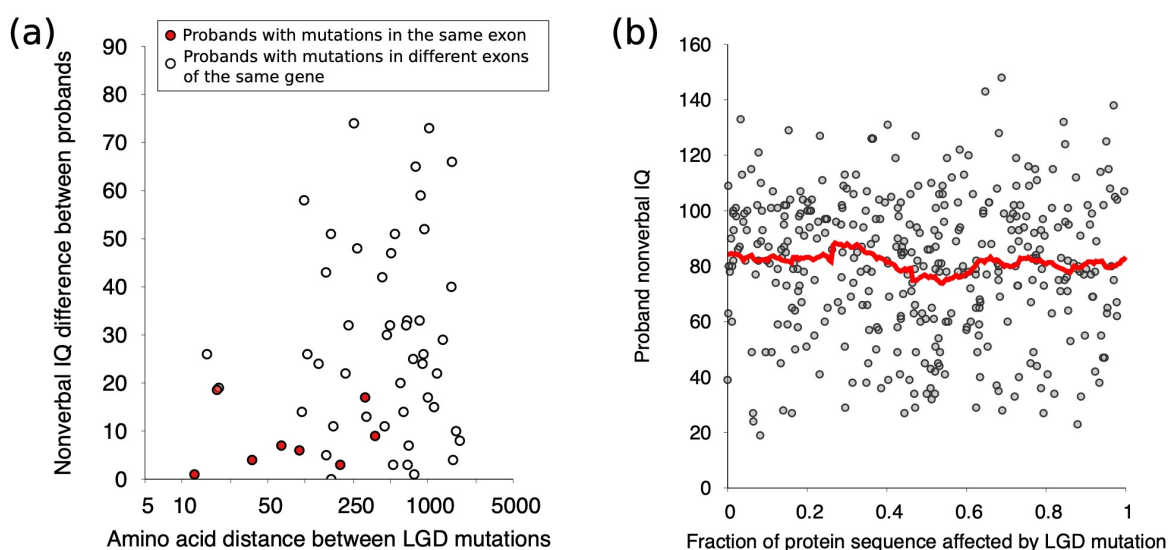 (a)
Probands with mutations in the same exon
Probands with mutations in different exons
of the same gene
Nonverbal IQ difference between probands
90
80
70
60
50
40
30
20
10
0
5 10 50 250 1000 5000
Amino acid distance between LGD mutations
(b)
Proband nonverbal IQ
160
140
120
100
80
60
40
20
0
0 0.2 0.4 0.6 0.8 1
Fraction of protein sequence affected by LGD mutation